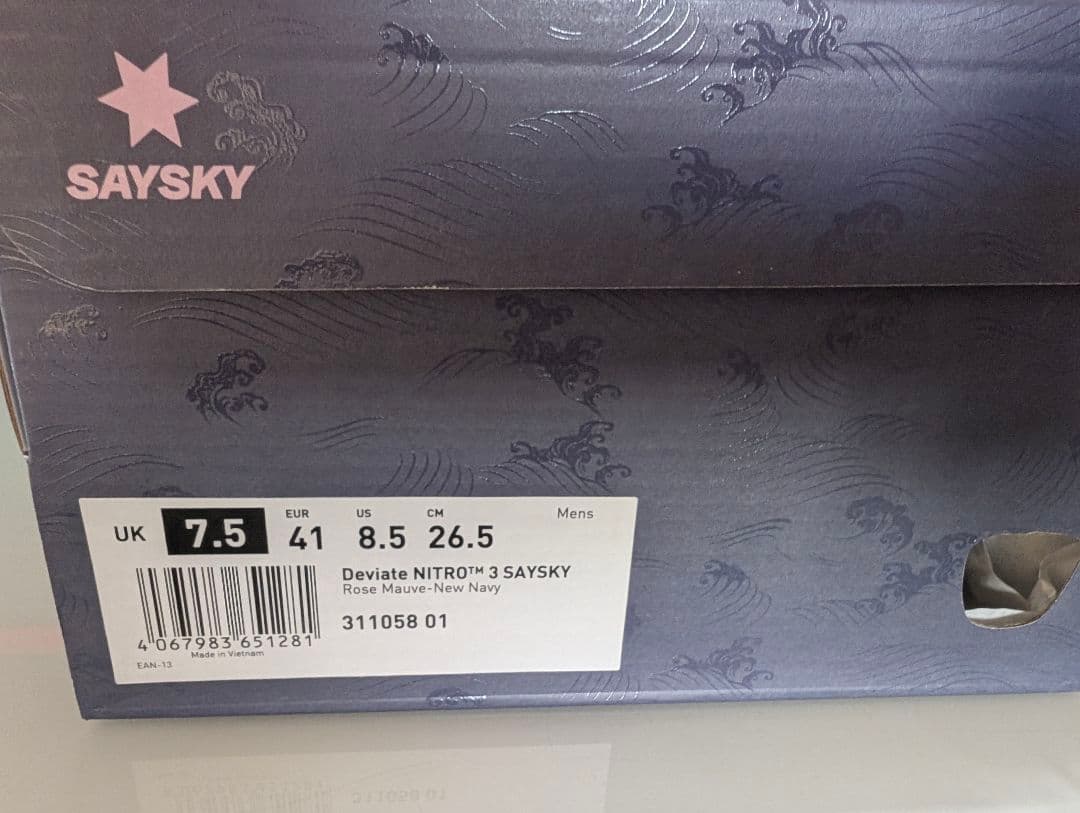 SAYSKY
UK 7.5 EUR 41 US 8.5 CM 26.5 Mens
Deviate NITRO™ 3 SAYSKY
Rose Mauve-New Navy
311058 01
4 067983 651281
Made in Vietnam
EAN-13